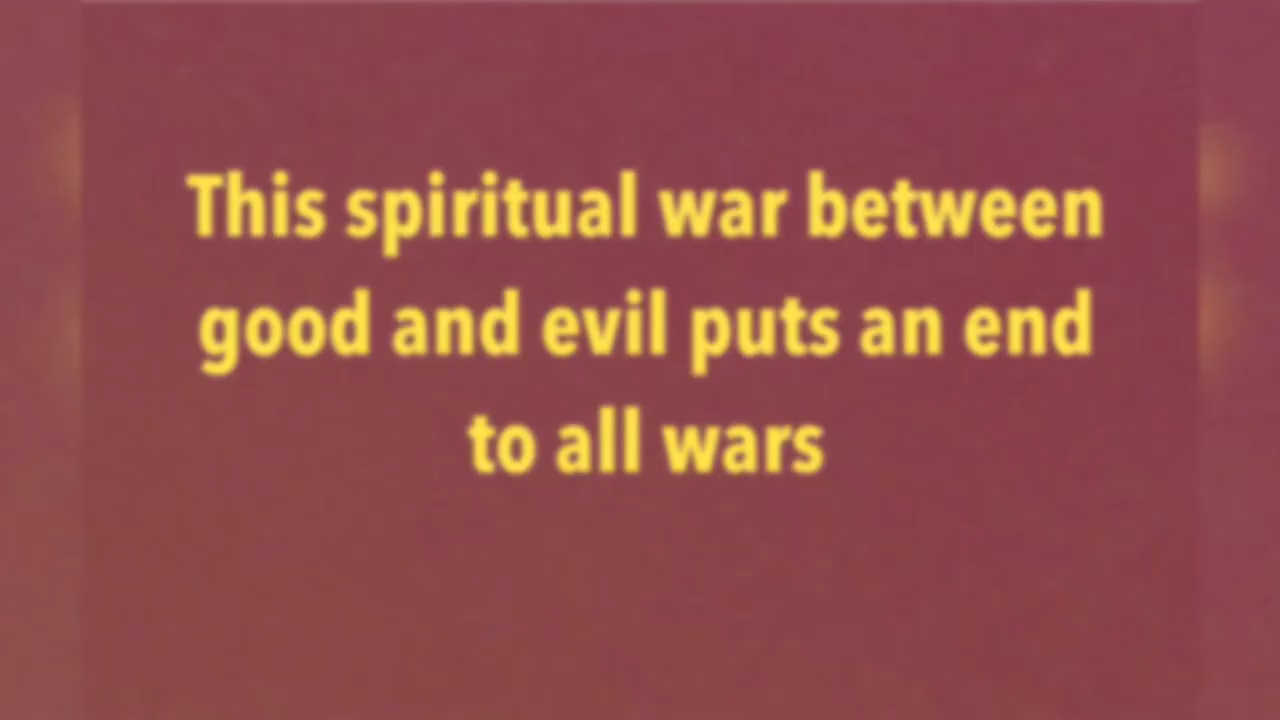 This spiritual war between
good and evil puts an end
to all wars